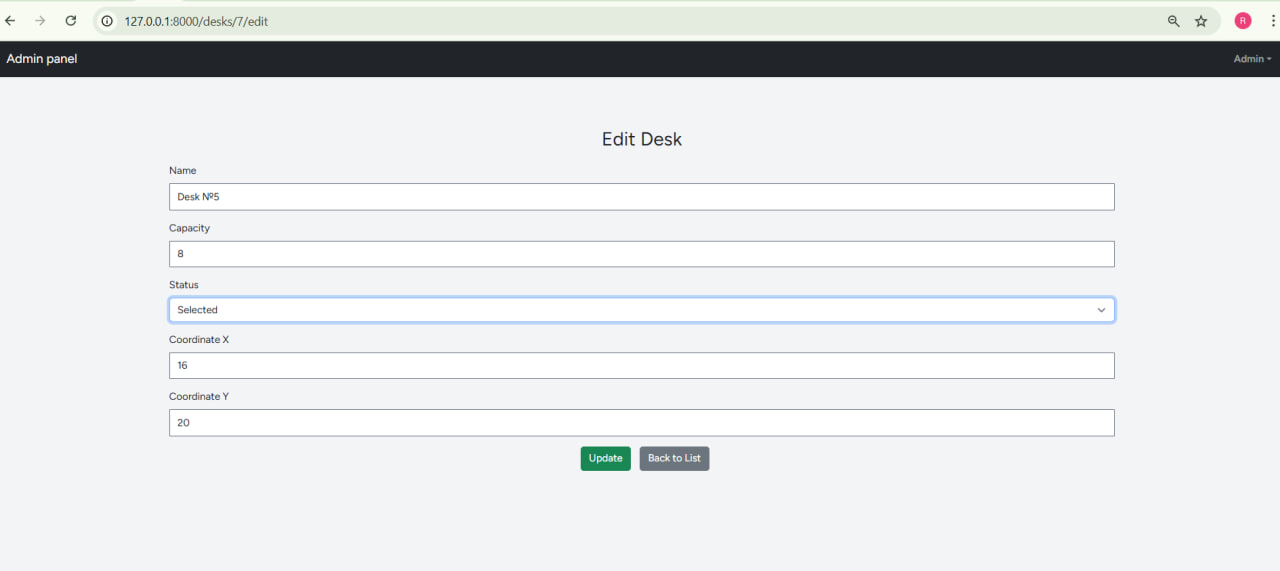 127.0.0.1:8000/desks/7/edit
R
Admin panel
Admin
Edit Desk
Name
Desk №5
Capacity
8
Status
Selected
Coordinate X
16
Coordinate Y
20
Update
Back to List